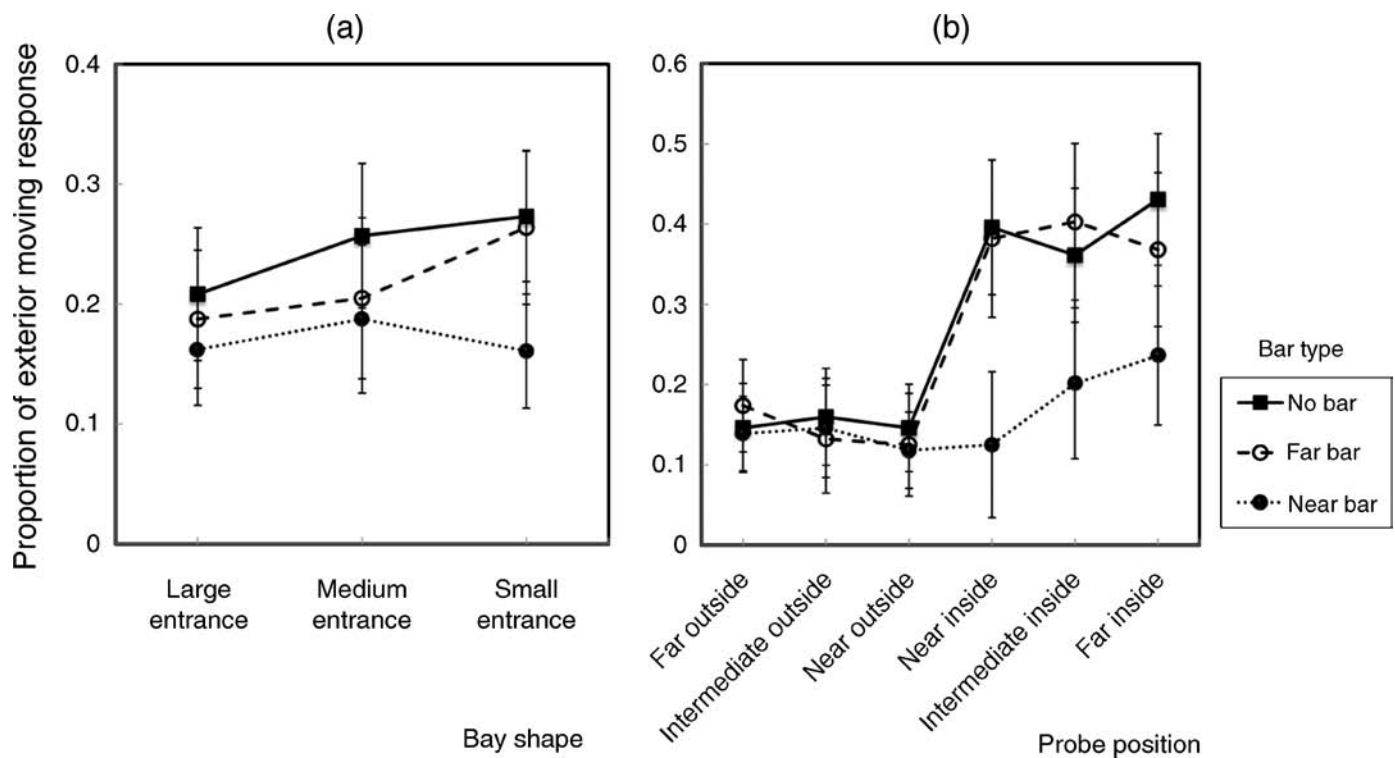 (a)
(b)
Proportion of exterior moving response
0.4
0.3
0.2
0.1
0
Large entrance
Medium entrance
Small entrance
Bay shape
0.6
0.5
0.4
0.3
0.2
0.1
0
Far outside
Intermediate outside
Near outside
Near inside
Intermediate inside
Far inside
Probe position
Bar type
No bar
Far bar
Near bar